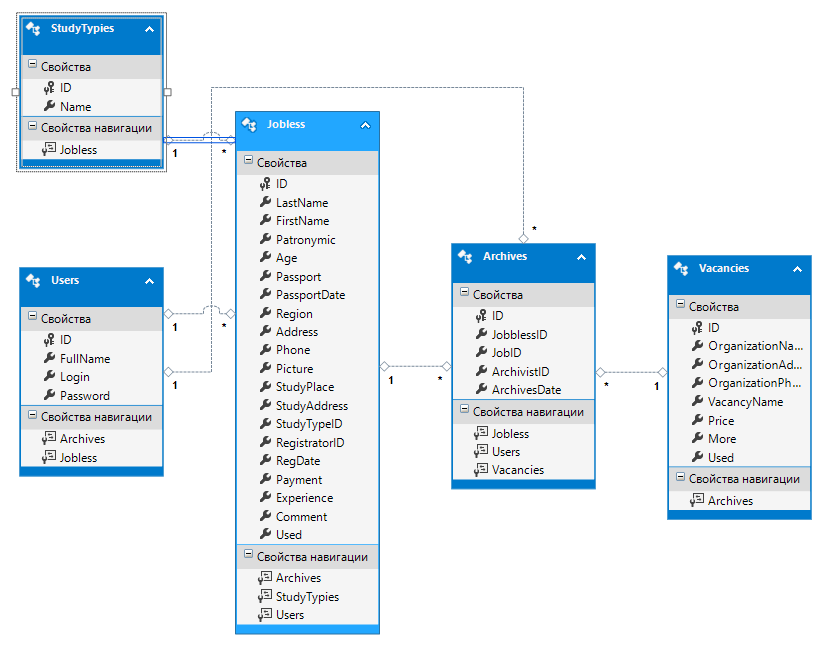 StudyTypies
Свойства
ID
Name
Свойства навигации
Jobless
1
*
Jobless
Свойства
ID
LastName
FirstName
Patronymic
Age
Passport
PassportDate
Region
Address
Phone
Picture
StudyPlace
StudyAddress
StudyTypeID
RegistratorID
RegDate
Payment
Experience
Comment
Used
Свойства навигации
Archives
StudyTypies
Users
Users
Свойства
ID
FullName
Login
Password
Свойства навигации
Archives
Jobless
1
*
1
*
1
*
Archives
Свойства
ID
JobblessID
JobID
ArchivistID
ArchivesDate
Свойства навигации
Jobless
Users
Vacancies
*
1
Vacancies
Свойства
ID
OrganizationNa...
OrganizationAd...
OrganizationPh...
VacancyName
Price
More
Used
Свойства навигации
Archives